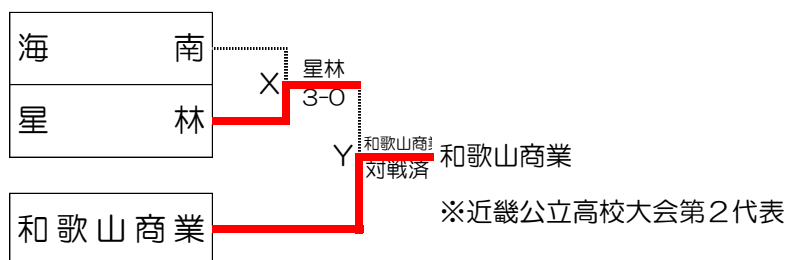 海南
星林
X
星林
3-0
和歌山商業
Y
和歌山商
対戦済
和歌山商業
※近畿公立高校大会第2代表